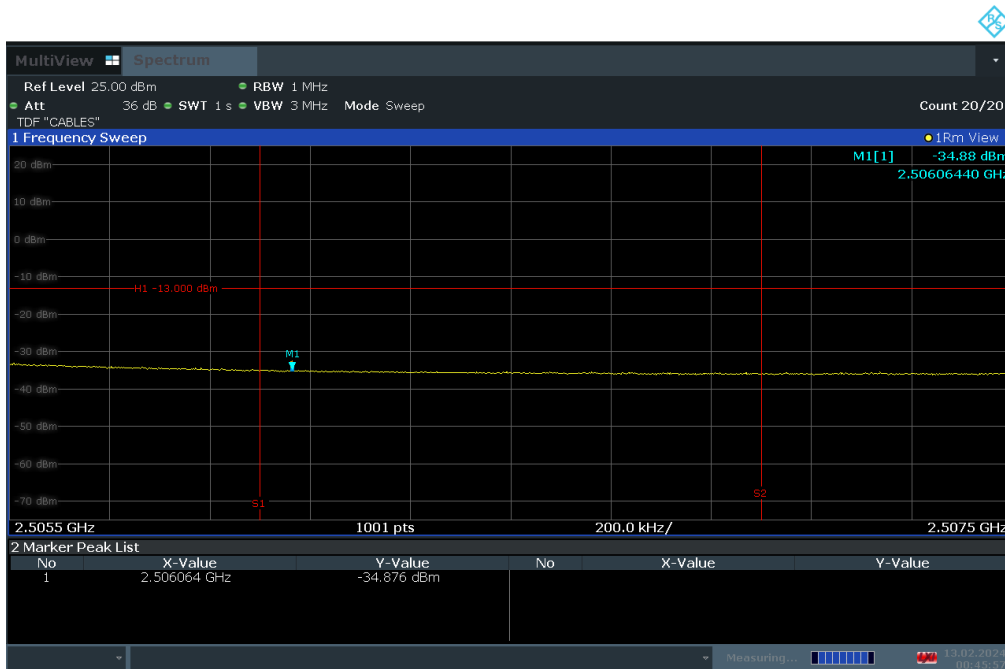 R&S
MultiView Spectrum
Ref Level 25.00 dBm RBW 1 MHz
Att 36 dB SWT 1 s VBW 3 MHz Mode Sweep Count 20/20
TDF "CABLES"
1 Frequency Sweep 1Rm View
M1[1] -34.88 dBm
2.50606440 GHz
20 dBm
10 dBm
0 dBm
-10 dBm
H1 -13.000 dBm
-20 dBm
-30 dBm
M1
-40 dBm
-50 dBm
-60 dBm
S2
-70 dBm
S1
2.5055 GHz 1001 pts 200.0 kHz/ 2.5075 GHz
2 Marker Peak List
No X-Value Y-Value No X-Value Y-Value
1 2.506064 GHz -34.876 dBm
Measuring... 13.02.2024
00:45:57